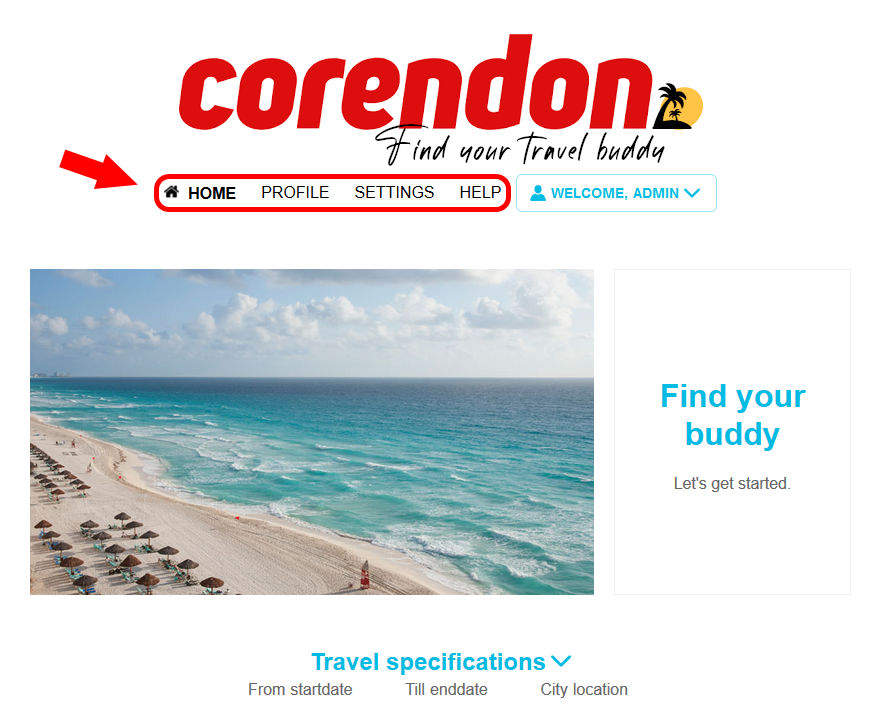 corendon
Find your travel buddy
HOME PROFILE SETTINGS HELP WELCOME, ADMIN
Find your
buddy
Let's get started.
Travel specifications
From startdate Till enddate City location